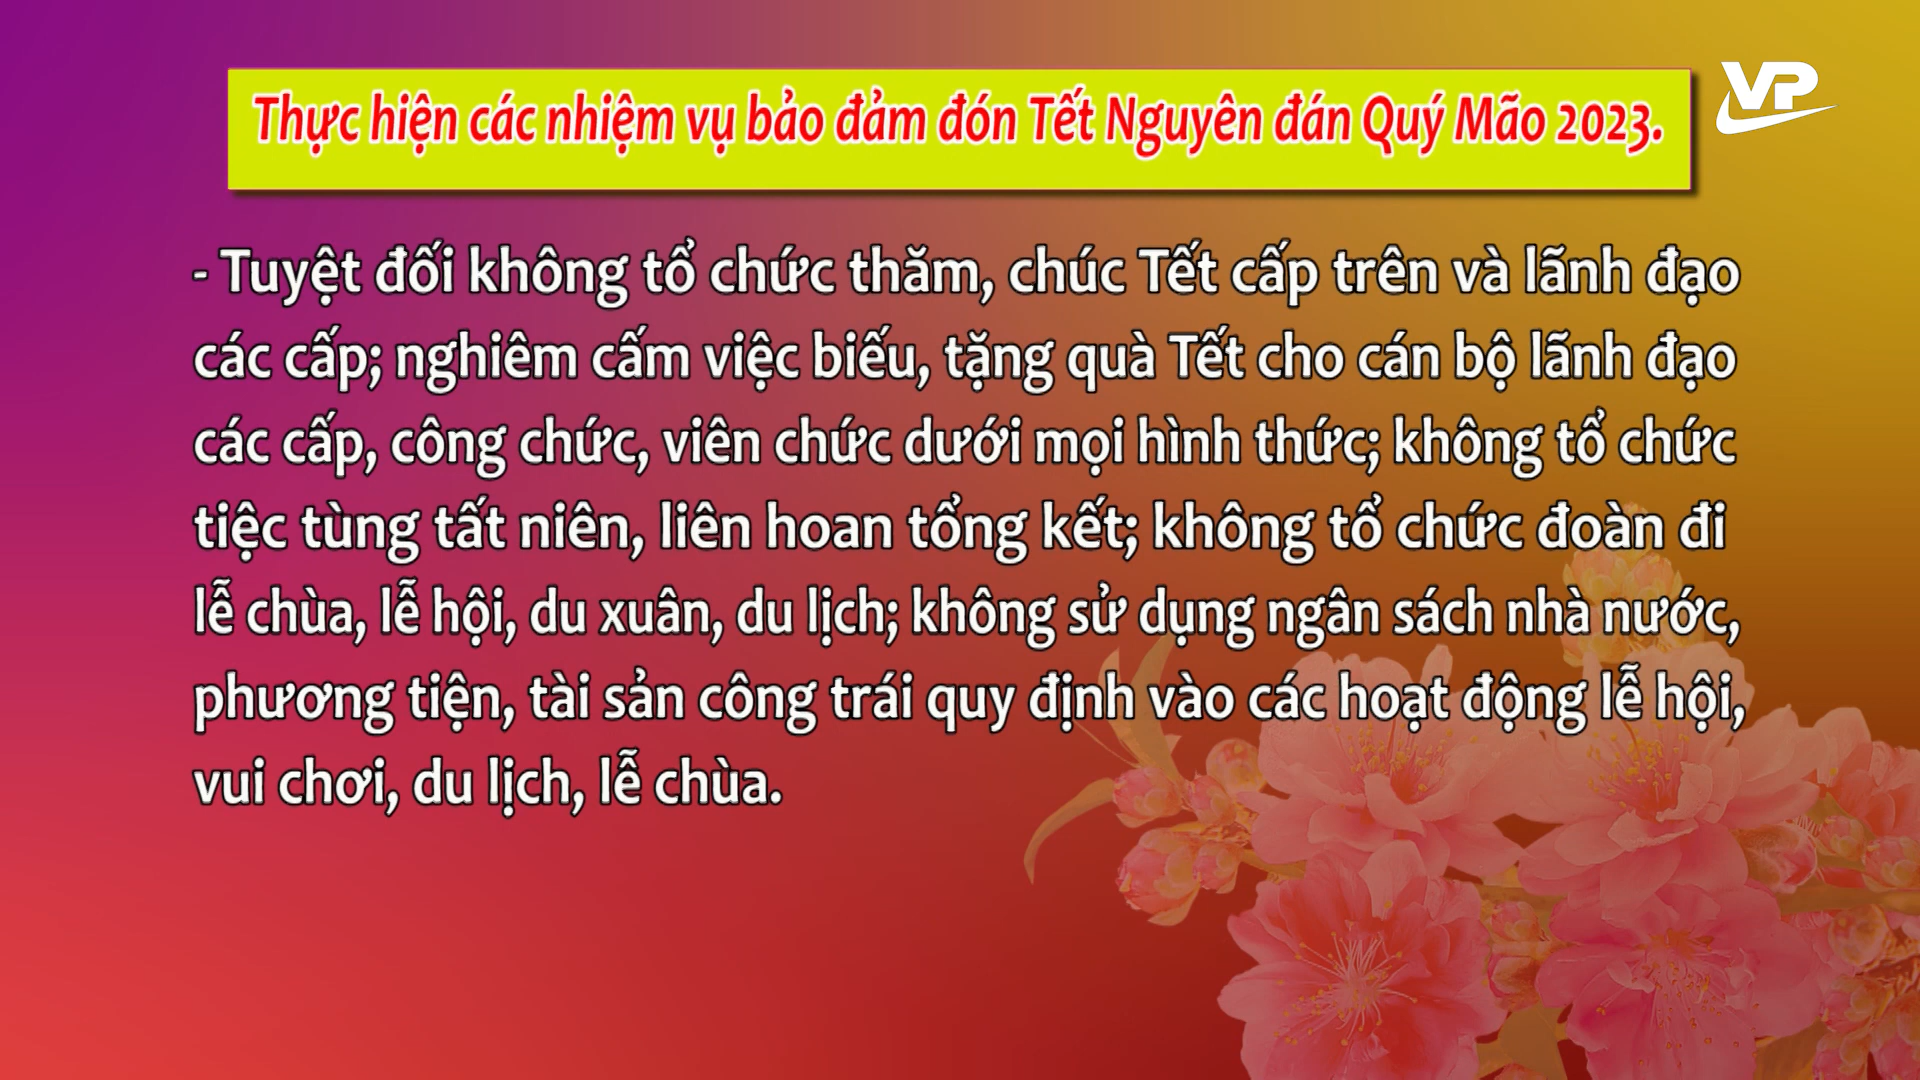 Thực hiện các nhiệm vụ bảo đảm đón Tết Nguyên đán Quý Mão 2023.
VP
- Tuyệt đối không tổ chức thăm, chúc Tết cấp trên và lãnh đạo
các cấp; nghiêm cấm việc biếu, tặng quà Tết cho cán bộ lãnh đạo
các cấp, công chức, viên chức dưới mọi hình thức; không tổ chức
tiệc tùng tất niên, liên hoan tổng kết; không tổ chức đoàn đi
lễ chùa, lễ hội, du xuân, du lịch; không sử dụng ngân sách nhà nước,
phương tiện, tài sản công trái quy định vào các hoạt động lễ hội,
vui chơi, du lịch, lễ chùa.